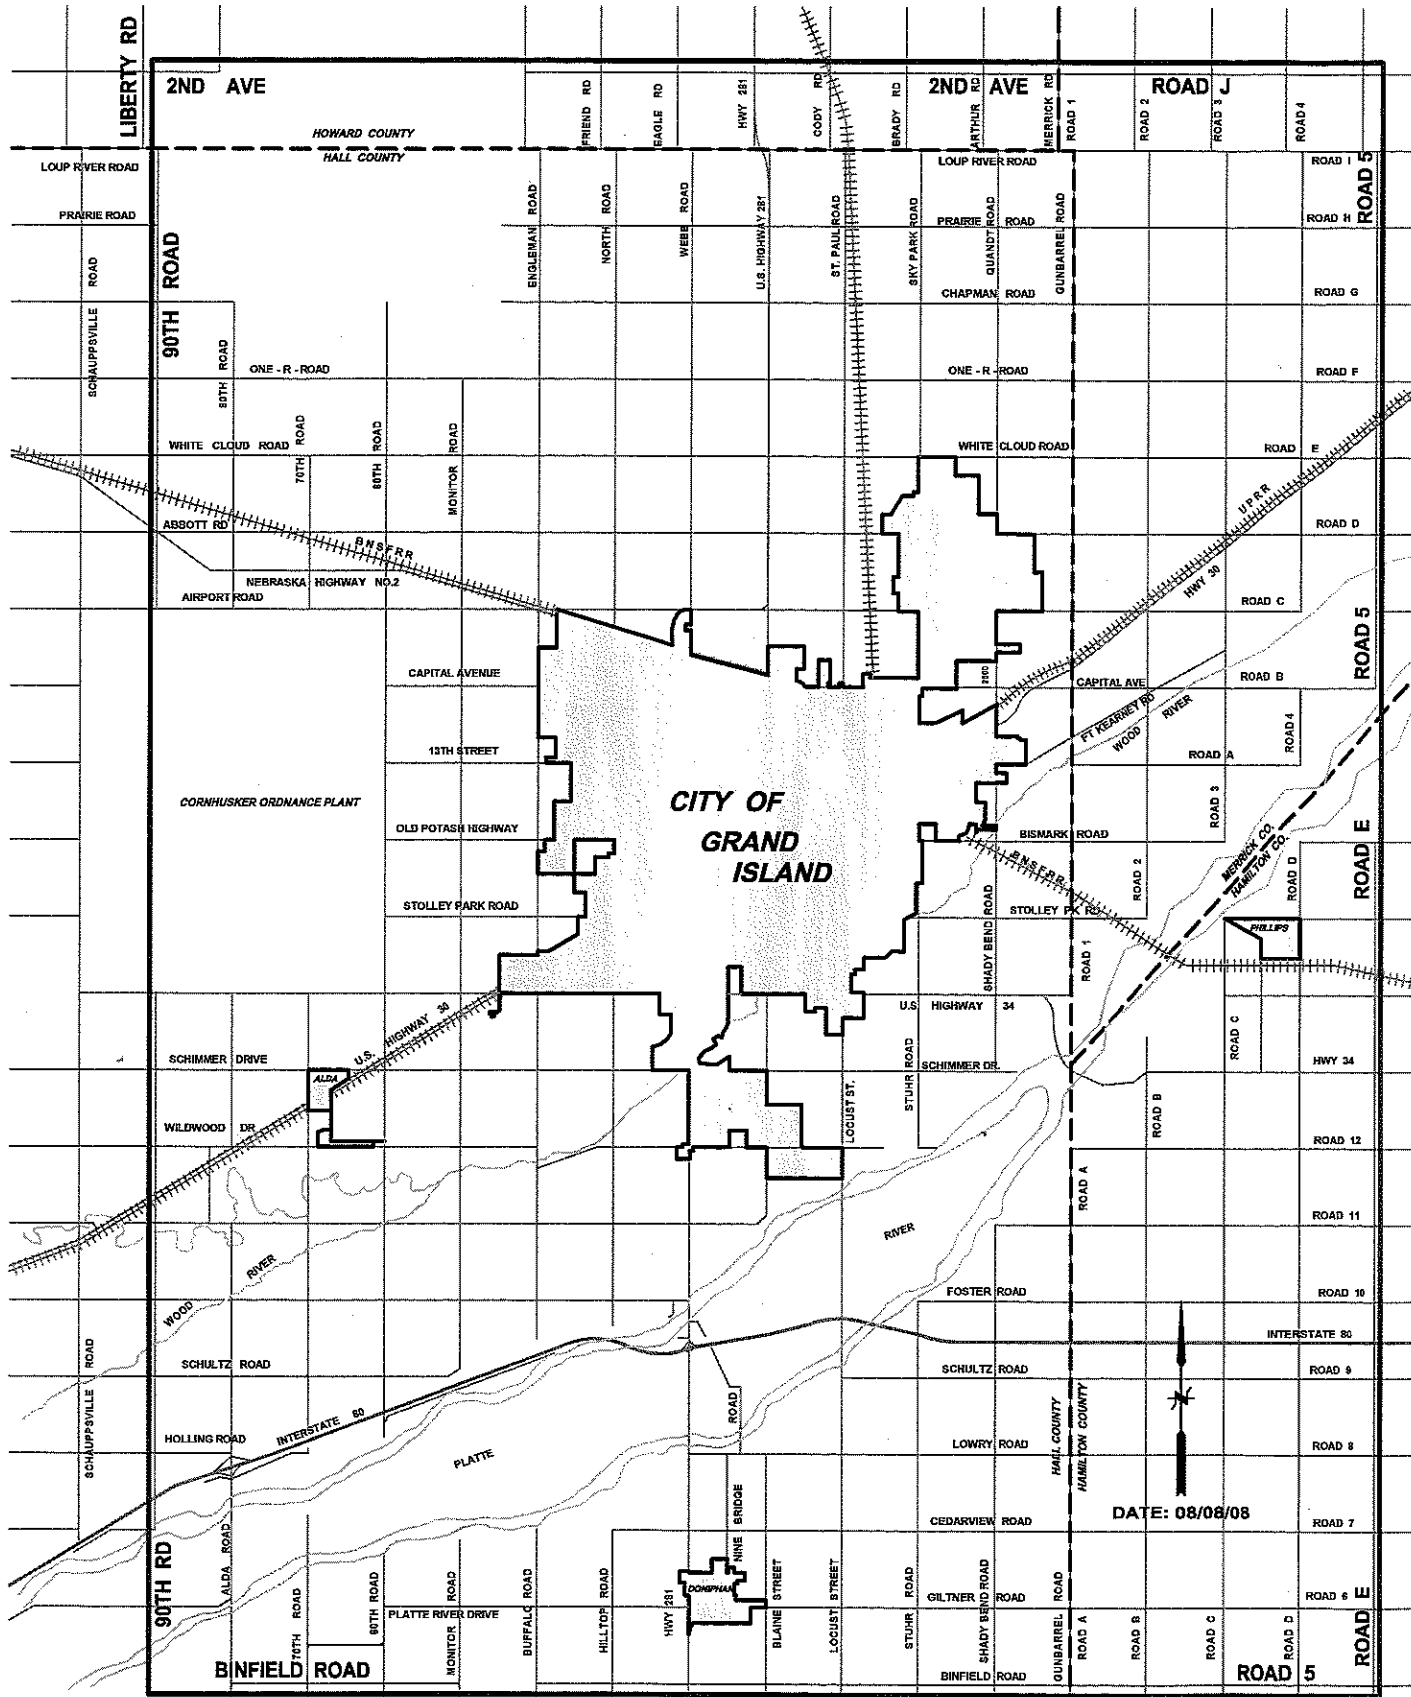 LIBERTY RD
2ND AVE
2ND AVE
ROAD J
HOWARD COUNTY
HALL COUNTY
FRIEND RD
EAGLE RD
HWY 281
CODY RD
BRADY RD
ARTHUR RD
MERRICK RD
ROAD 1
ROAD 2
ROAD 3
ROAD 4
LOUP RIVER ROAD
LOUP RIVER ROAD
ROAD I
PRAIRIE ROAD
PRAIRIE ROAD
ROAD H
ROAD 5
90TH ROAD
SCHAUPPSVILLE ROAD
ENGLEMAN ROAD
NORTH ROAD
WEBB ROAD
U.S. HIGHWAY 281
ST. PAUL ROAD
SKY PARK ROAD
QUANDT ROAD
GUNBARREL ROAD
CHAPMAN ROAD
ROAD G
80TH ROAD
ONE - R - ROAD
ONE - R - ROAD
ROAD F
WHITE CLOUD ROAD
70TH ROAD
60TH ROAD
MONITOR ROAD
WHITE CLOUD ROAD
ROAD E
ABBOTT RD
BNSFRR
UPRR
HWY 30
ROAD D
NEBRASKA HIGHWAY NO.2
AIRPORT ROAD
ROAD C
ROAD 5
CAPITAL AVENUE
CAPITAL AVE
ROAD B
FT KEARNEY RD
WOOD RIVER
13TH STREET
ROAD A
ROAD 4
CORNHUSKER ORDNANCE PLANT
CITY OF
GRAND
ISLAND
ROAD 3
OLD POTASH HIGHWAY
BISMARK ROAD
BNSFRR
ROAD 2
MERRICK CO.
HAMILTON CO.
ROAD D
ROAD E
STOLLEY PARK ROAD
STOLLEY PK RD
SHADY BEND ROAD
ROAD 1
PHILLIPS
U.S. HIGHWAY 30
U.S. HIGHWAY 34
ROAD C
SCHIMMER DRIVE
SCHIMMER DR.
HWY 34
ALDA
STUHR ROAD
LOCUST ST.
ROAD B
WILDWOOD DR
ROAD 12
ROAD A
ROAD 11
RIVER
WOOD
RIVER
FOSTER ROAD
ROAD 10
INTERSTATE 80
SCHULTZ ROAD
SCHULTZ ROAD
ROAD 9
SCHAUPPSVILLE ROAD
ROAD
HOLLING ROAD
INTERSTATE 80
PLATTE
LOWRY ROAD
HALL COUNTY
HAMILTON COUNTY
ROAD 8
DATE: 08/08/08
CEDARVIEW ROAD
ROAD 7
90TH RD
ALDA ROAD
70TH ROAD
60TH ROAD
MONITOR ROAD
BUFFALO ROAD
HILLTOP ROAD
HWY 281
DONIPHAN
NINE BRIDGE
BLAINE STREET
LOCUST STREET
STUHR ROAD
SHADY BEND ROAD
GUNBARREL ROAD
GILTNER ROAD
ROAD 6
PLATTE RIVER DRIVE
ROAD A
ROAD B
ROAD C
ROAD D
ROAD E
BINFIELD ROAD
BINFIELD ROAD
ROAD 5